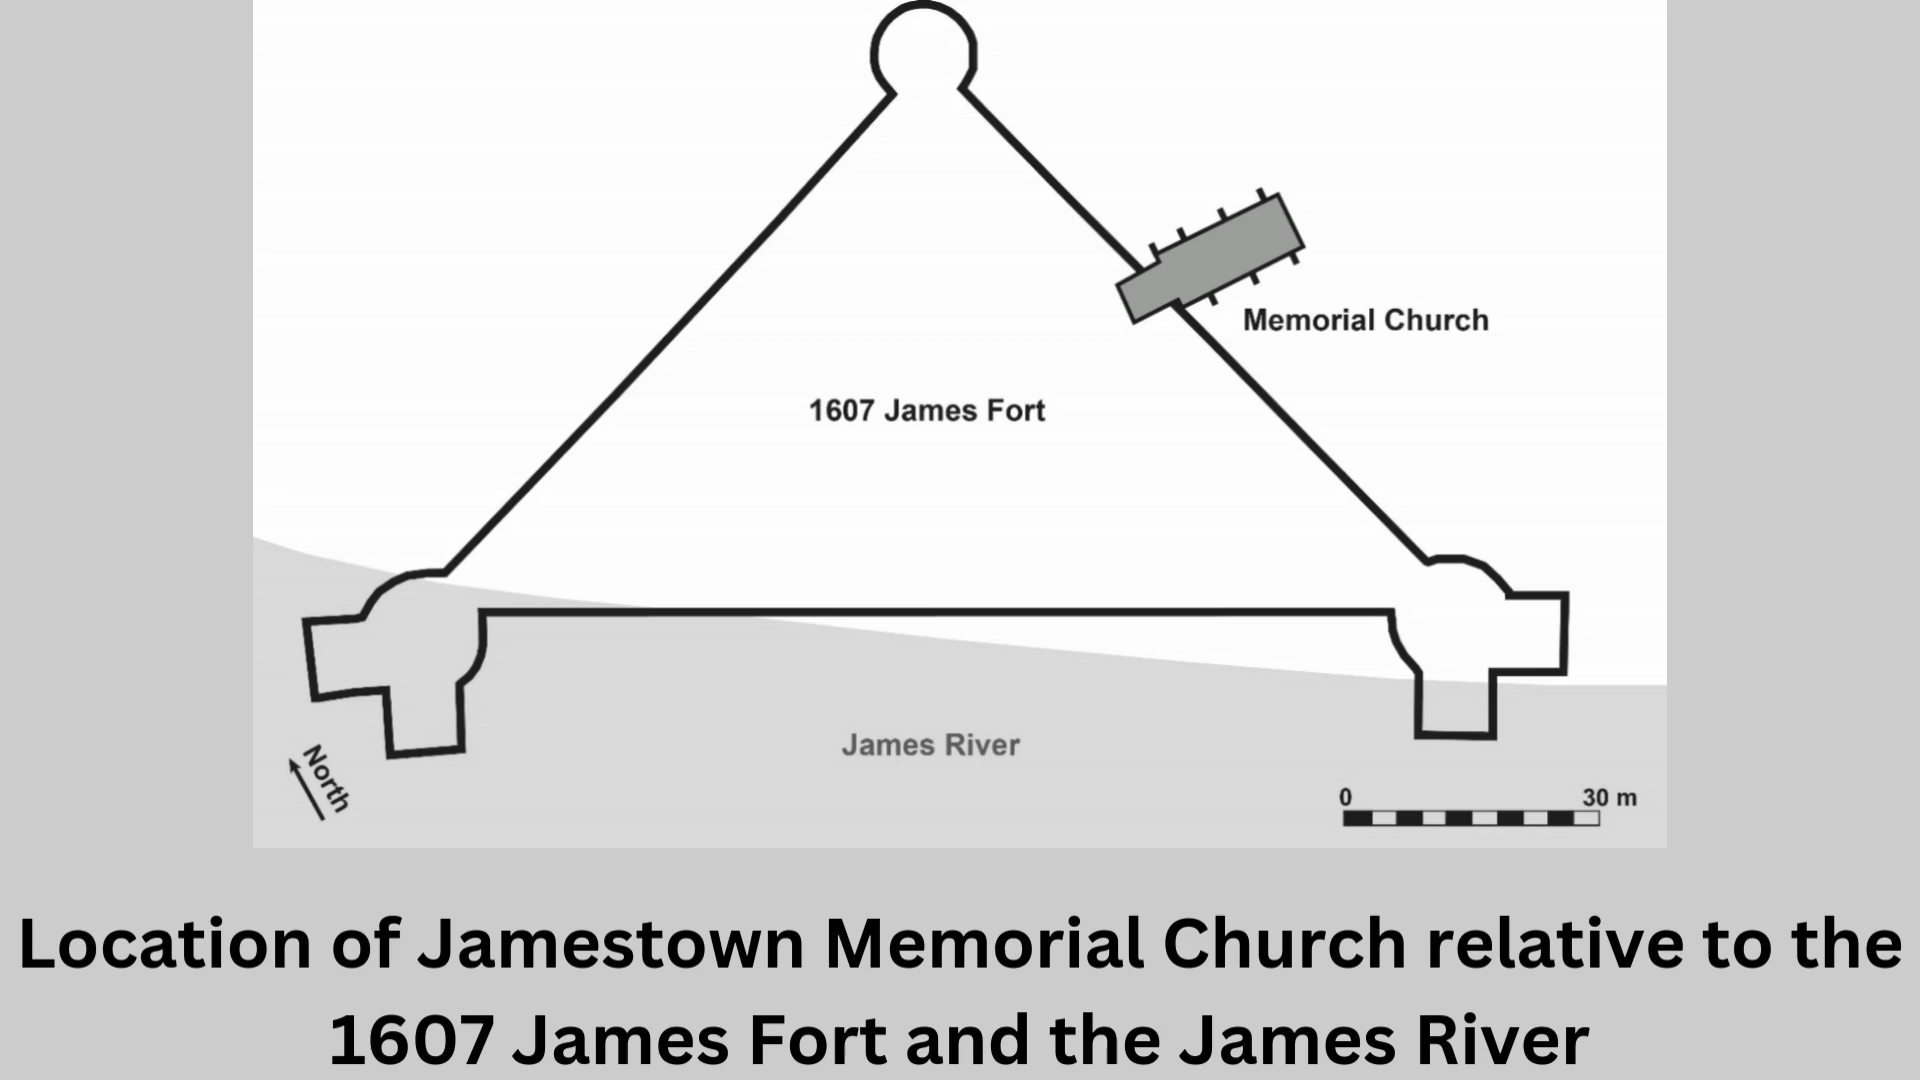 Memorial Church
1607 James Fort
James River
North
0 30 m
Location of Jamestown Memorial Church relative to the
1607 James Fort and the James River